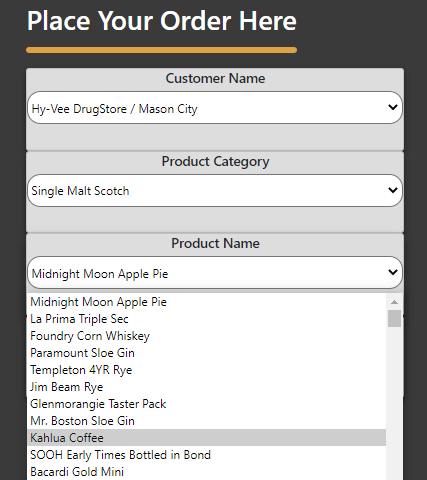 Place Your Order Here
Customer Name
Hy-Vee DrugStore / Mason City
Product Category
Single Malt Scotch
Product Name
Midnight Moon Apple Pie
Midnight Moon Apple Pie
La Prima Triple Sec
Foundry Corn Whiskey
Paramount Sloe Gin
Templeton 4YR Rye
Jim Beam Rye
Glenmorangie Taster Pack
Mr. Boston Sloe Gin
Kahlua Coffee
SOOH Early Times Bottled in Bond
Bacardi Gold Mini